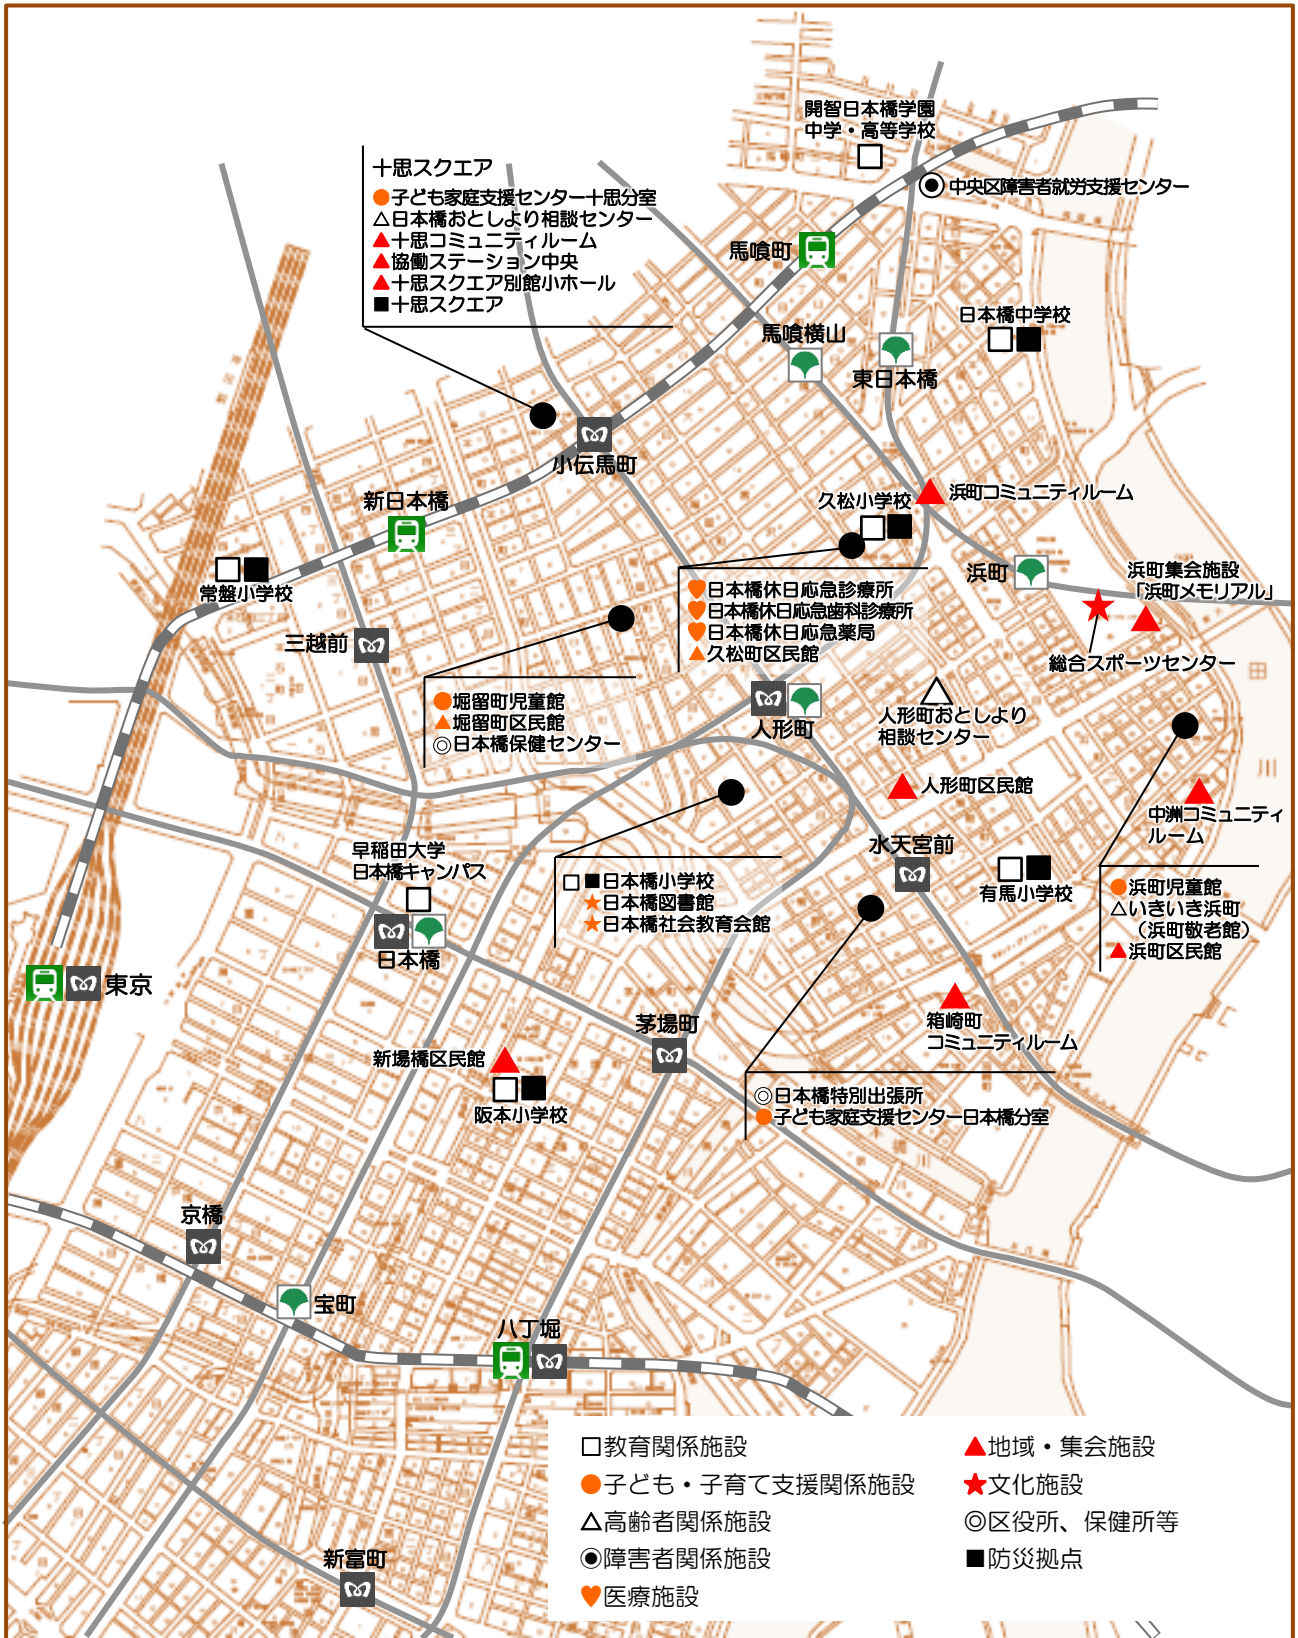 開智日本橋学園
中学・高等学校
中央区障害者就労支援センター
十思スクエア
●子ども家庭支援センター十思分室
△日本橋おとしより相談センター
▲十思コミュニティルーム
▲協働ステーション中央
▲十思スクエア別館小ホール
■十思スクエア
馬喰町
日本橋中学校
馬喰横山
東日本橋
小伝馬町
新日本橋
久松小学校
浜町コミュニティルーム
常盤小学校
浜町
浜町集会施設
「浜町メモリアル」
♥日本橋休日応急診療所
♥日本橋休日応急歯科診療所
♥日本橋休日応急薬局
▲久松町区民館
三越前
総合スポーツセンター
●堀留町児童館
▲堀留町区民館
◎日本橋保健センター
人形町
人形町おとしより
相談センター
川
人形町区民館
中洲コミュニティ
ルーム
早稲田大学
日本橋キャンパス
水天宮前
□■日本橋小学校
★日本橋図書館
★日本橋社会教育会館
有馬小学校
●浜町児童館
△いきいき浜町
（浜町敬老館）
▲浜町区民館
日本橋
東京
茅場町
箱崎町
コミュニティルーム
新場橋区民館
阪本小学校
◎日本橋特別出張所
●子ども家庭支援センター日本橋分室
京橋
宝町
八丁堀
新富町
□教育関係施設
●子ども・子育て支援関係施設
△高齢者関係施設
◉障害者関係施設
♥医療施設
▲地域・集会施設
★文化施設
◎区役所、保健所等
■防災拠点